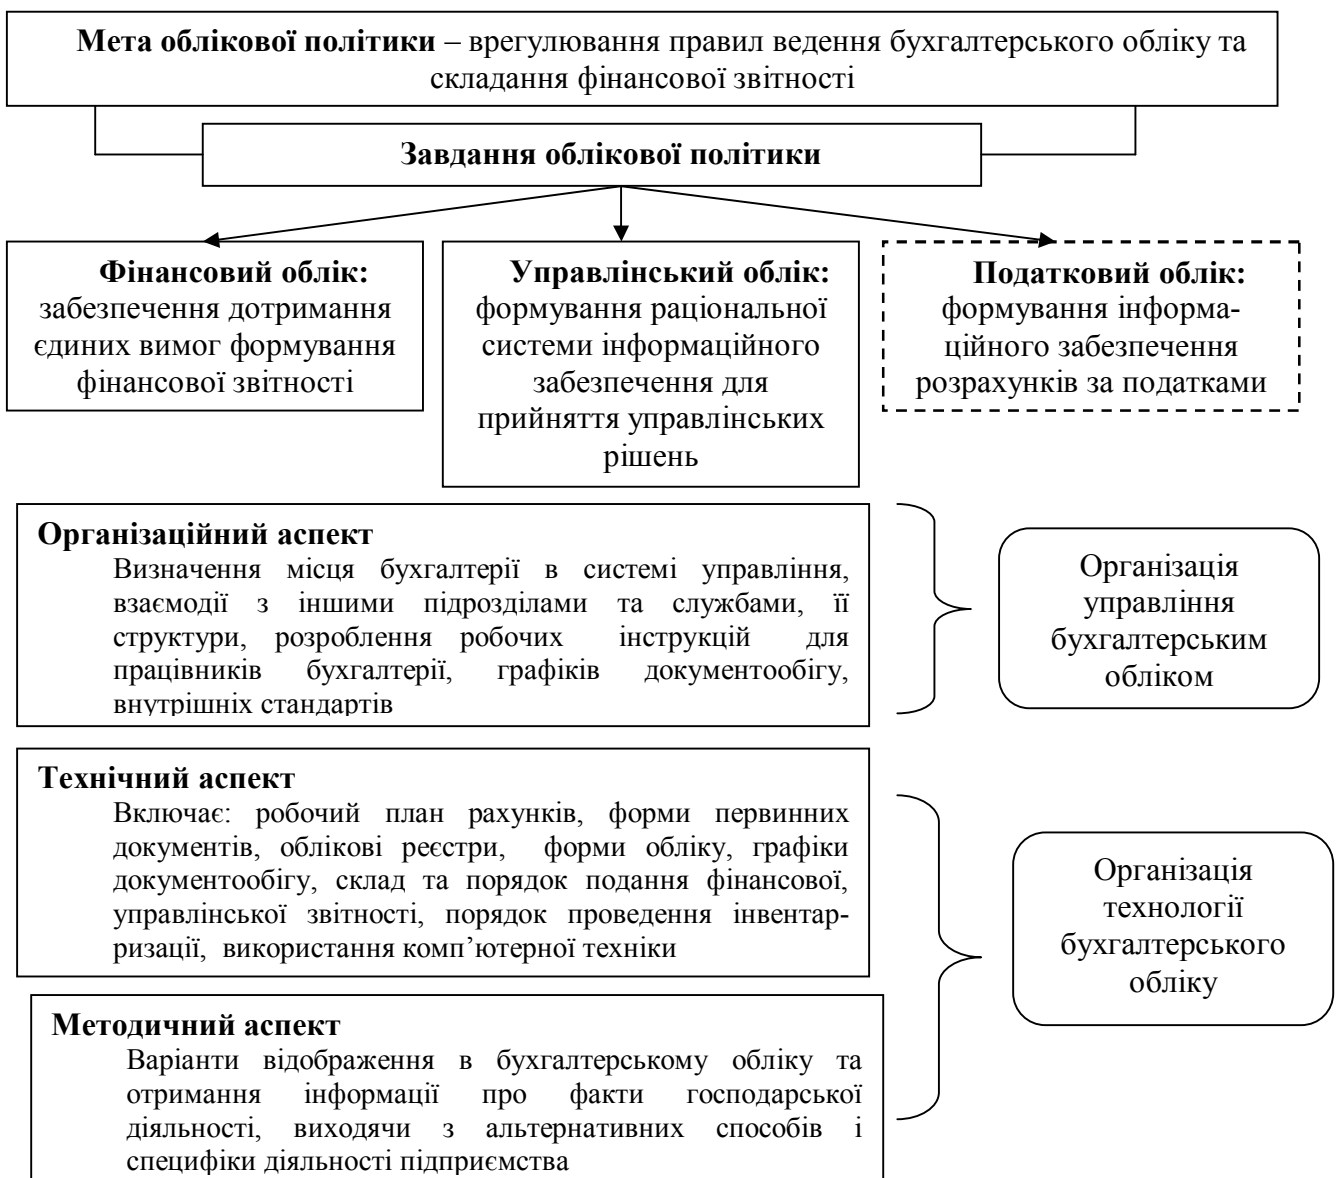 Мета облікової політики – врегулювання правил ведення бухгалтерського обліку та
складання фінансової звітності
Завдання облікової політики
Фінансовий облік:
забезпечення дотримання
єдиних вимог формування
фінансової звітності
Управлінський облік:
формування раціональної
системи інформаційного
забезпечення для
прийняття управлінських
рішень
Податковий облік:
формування інформа-
ційного забезпечення
розрахунків за податками
Організаційний аспект
Визначення місця бухгалтерії в системі управління,
взаємодії з іншими підрозділами та службами, її
структури, розроблення робочих інструкцій для
працівників бухгалтерії, графіків документообігу,
внутрішніх стандартів
Організація
управління
бухгалтерським
обліком
Технічний аспект
Включає: робочий план рахунків, форми первинних
документів, облікові реєстри, форми обліку, графіки
документообігу, склад та порядок подання фінансової,
управлінської звітності, порядок проведення інвентар-
ризації, використання комп’ютерної техніки
Організація
технології
бухгалтерського
обліку
Методичний аспект
Варіанти відображення в бухгалтерському обліку та
отримання інформації про факти господарської
діяльності, виходячи з альтернативних способів і
специфіки діяльності підприємства